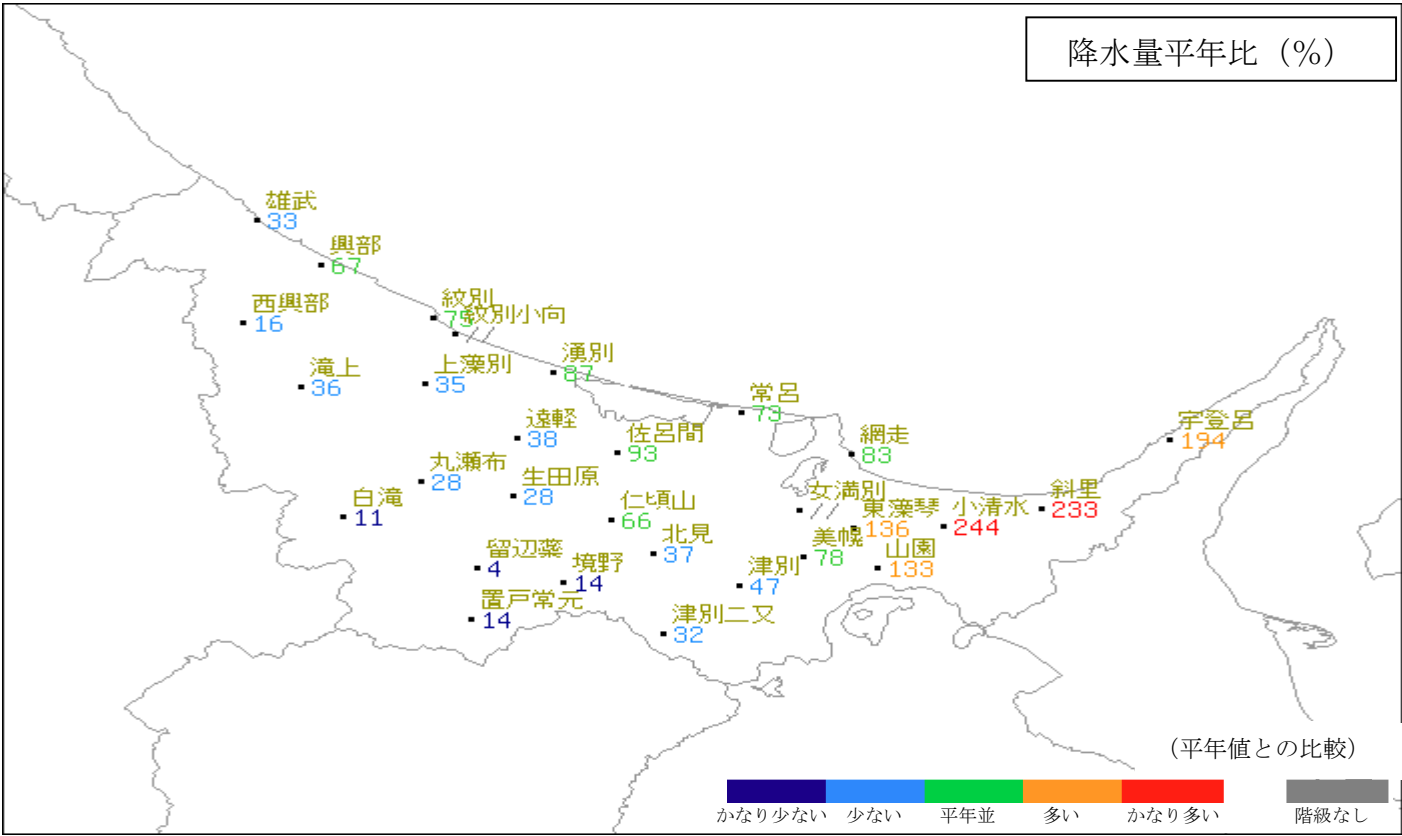 降水量平年比(%)
雄武
33
興部
67
西興部
16
紋別
75
紋別小向
//
滝上
36
上藻別
35
湧別
87
常呂
73
遠軽
38
佐呂間
93
網走
83
宇登呂
194
丸瀬布
28
生田原
28
白滝
11
仁頃山
66
女満別
//
東藻琴
136
小清水
244
斜里
233
北見
37
美幌
78
山園
133
留辺蘂
4
境野
14
津別
47
置戸常元
14
津別二又
32
(平年値との比較)
かなり少ない 少ない 平年並 多い かなり多い 階級なし